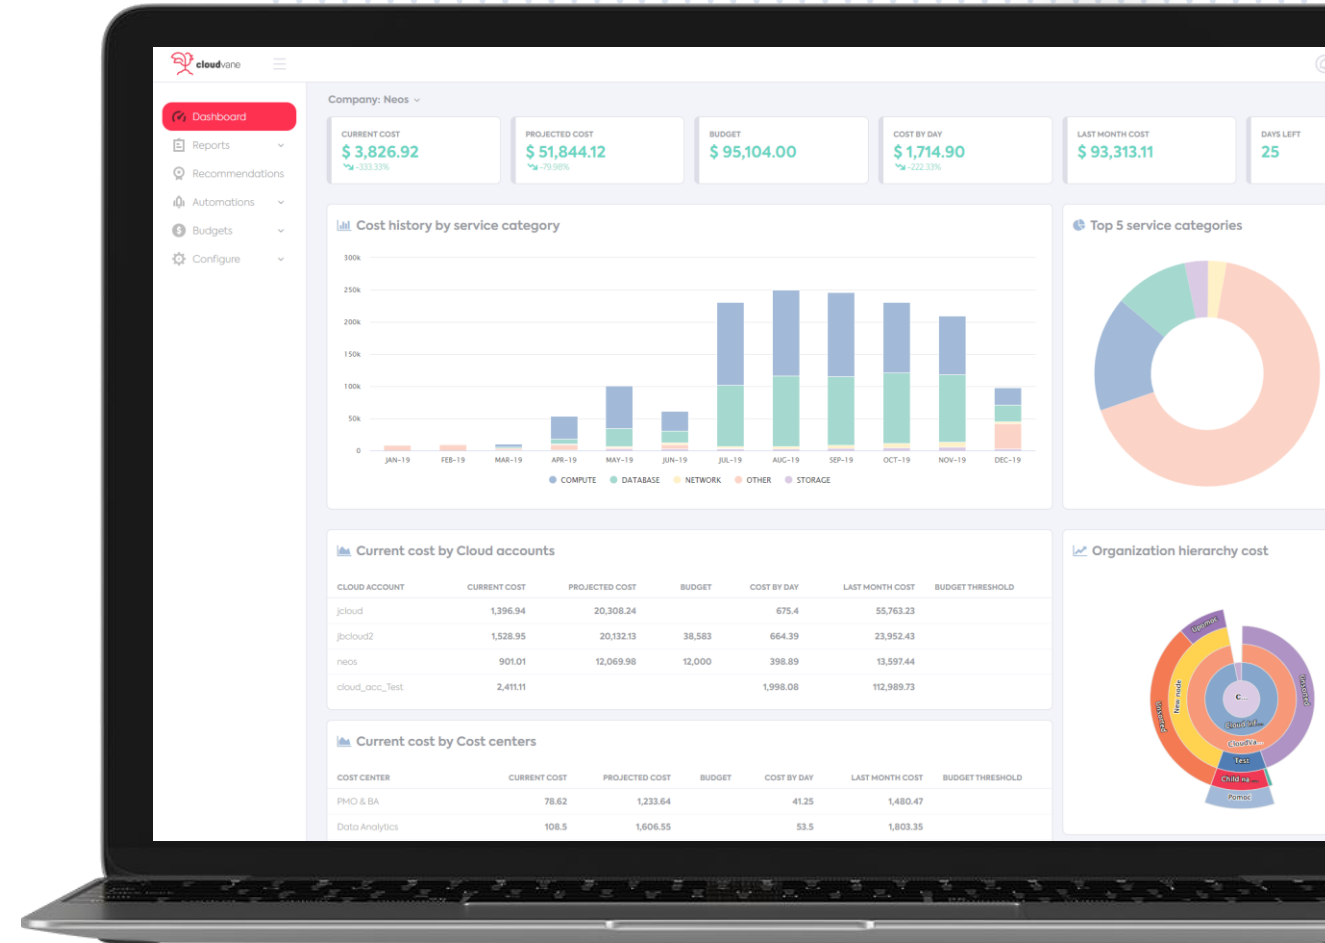 cloudvane
Company: Neos
Dashboard
Reports
Recommendations
Automations
Budgets
Configure
CURRENT COST
$ 3,826.92
-333.33%
PROJECTED COST
$ 51,844.12
-79.98%
BUDGET
$ 95,104.00
COST BY DAY
$ 1,714.90
-222.33%
LAST MONTH COST
$ 93,313.11
DAYS LEFT
25
Cost history by service category
300k
250k
200k
150k
100k
50k
0
JAN-19 FEB-19 MAR-19 APR-19 MAY-19 JUN-19 JUL-19 AUG-19 SEP-19 OCT-19 NOV-19 DEC-19
COMPUTE DATABASE NETWORK OTHER STORAGE
Top 5 service categories
Current cost by Cloud accounts
CLOUD ACCOUNT CURRENT COST PROJECTED COST BUDGET COST BY DAY LAST MONTH COST BUDGET THRESHOLD
jcloud 1,396.94 20,308.24 675.4 55,763.23
jbcloud2 1,528.95 20,132.13 38,583 664.39 23,952.43
neos 901.01 12,069.98 12,000 398.89 13,597.44
cloud_acc_Test 2,411.11 1,998.08 112,989.73
Current cost by Cost centers
COST CENTER CURRENT COST PROJECTED COST BUDGET COST BY DAY LAST MONTH COST BUDGET THRESHOLD
PMO & BA 78.62 1,233.64 41.25 1,480.47
Data Analytics 108.5 1,606.55 53.5 1,803.35
Organization hierarchy cost
New node
C...
Cloudva...
Test
Child na...
Pomoc